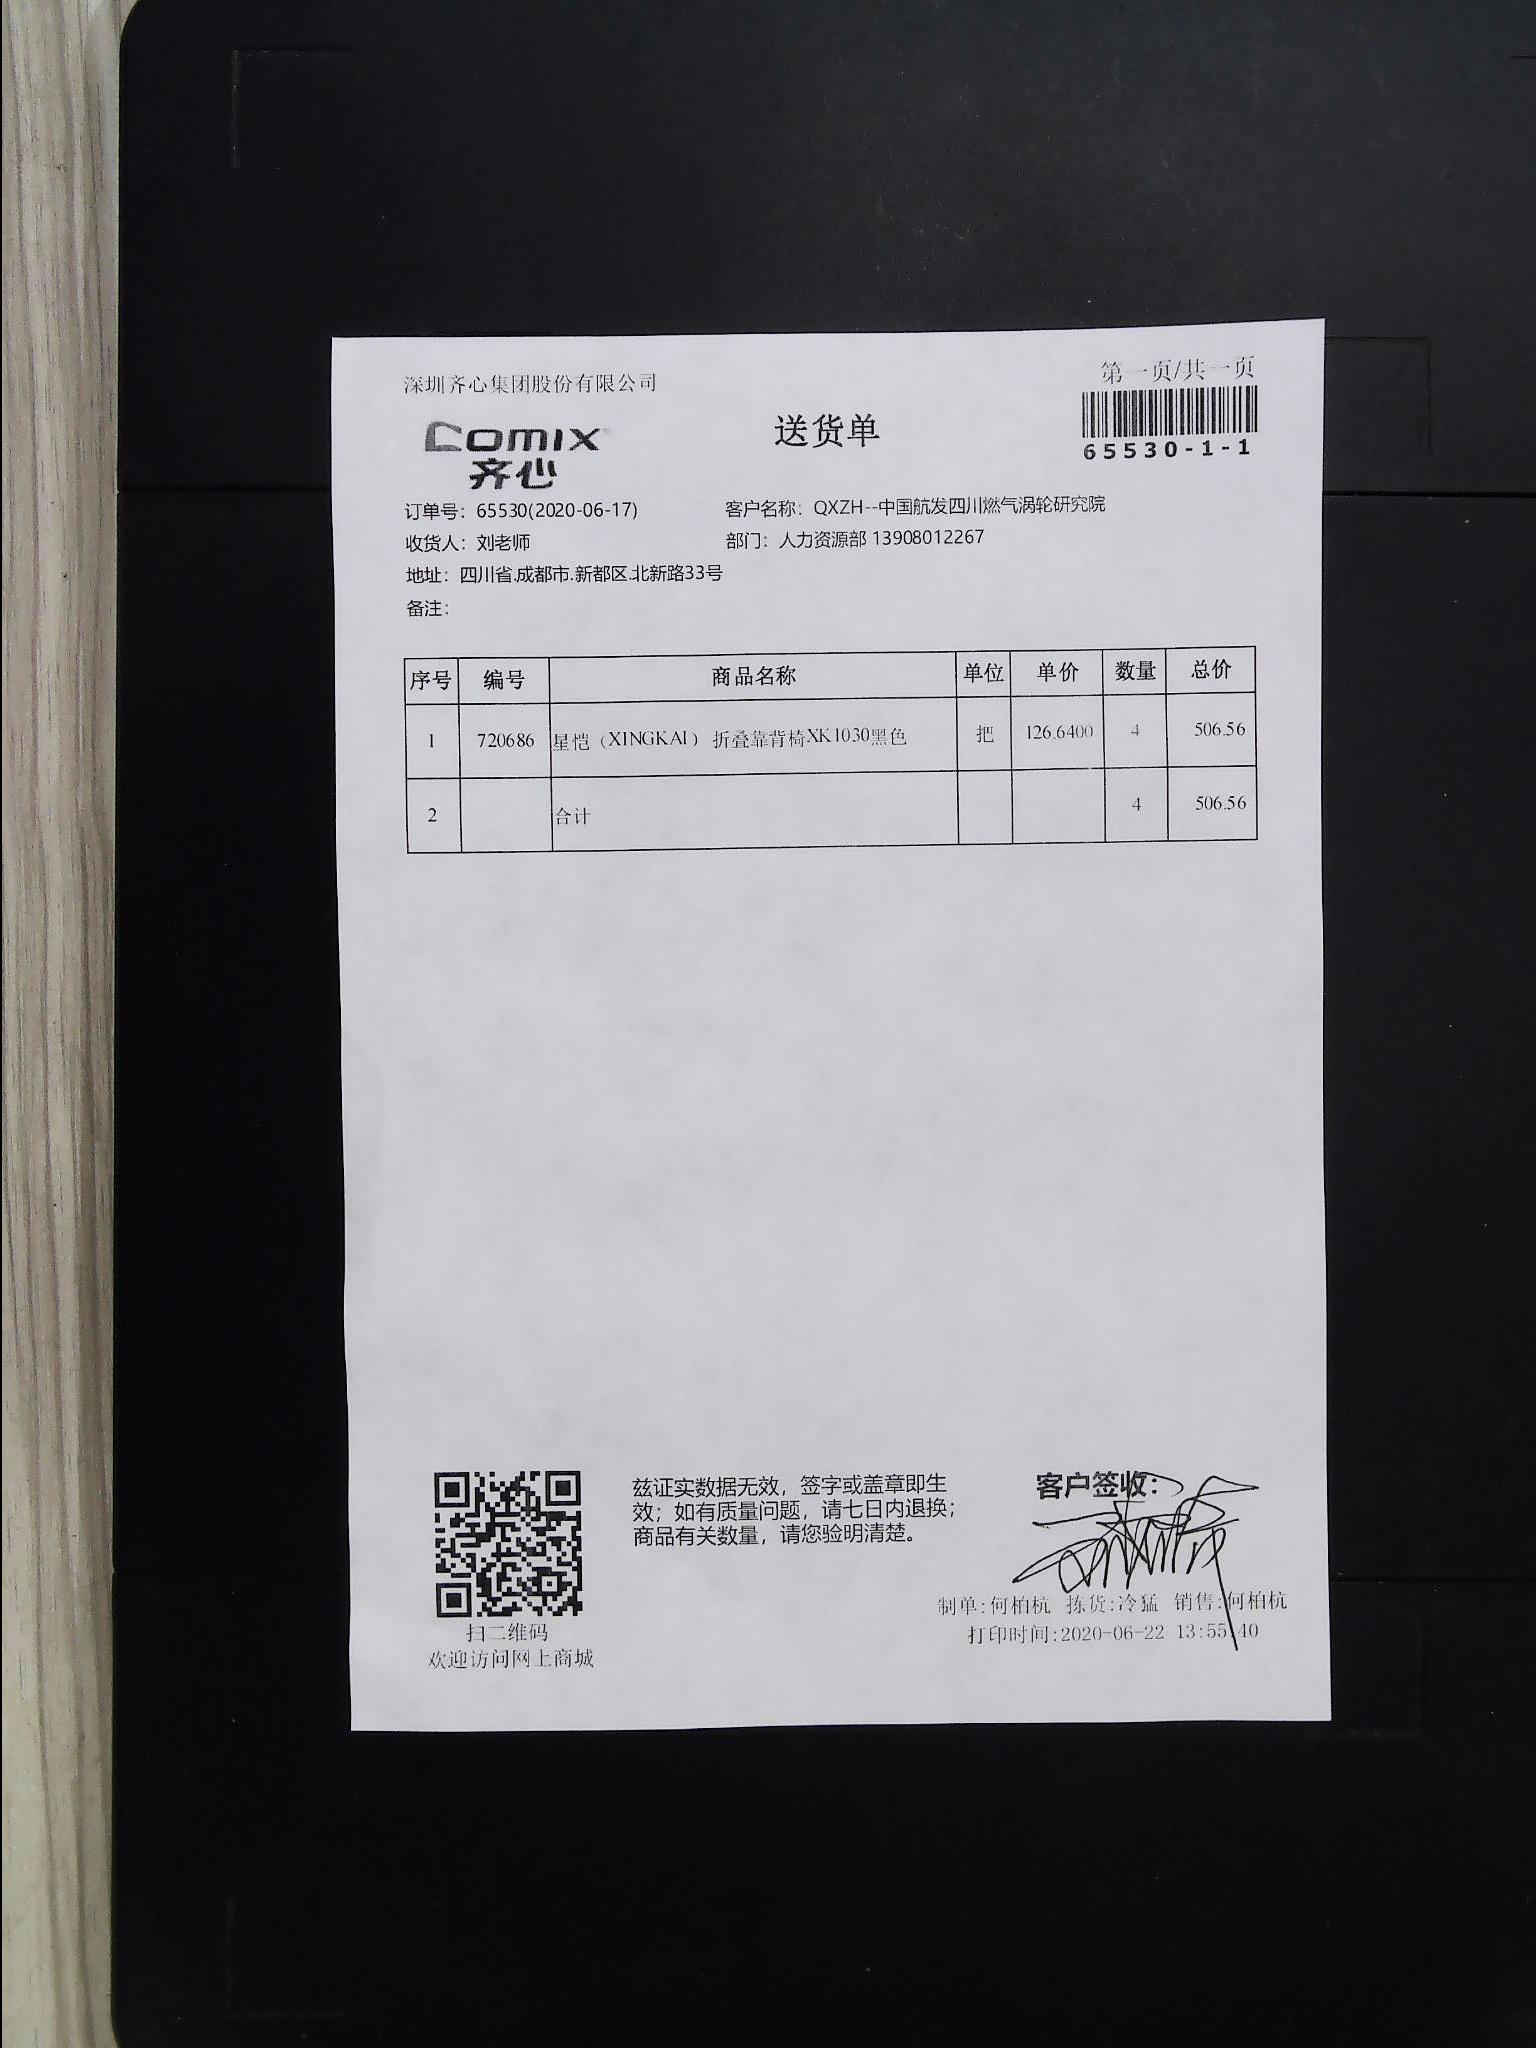 深圳齐心集团股份有限公司
第一页/共一页
comix
齐心
送货单
65530-1-1
订单号：65530(2020-06-17)
客户名称：QXZH--中国航发四川燃气涡轮研究院
收货人：刘老师
部门：人力资源部 13908012267
地址：四川省.成都市.新都区.北新路33号
备注：
序号 编号 商品名称 单位 单价 数量 总价
1 720686 星恺（XINGKAI） 折叠靠背椅XK1030黑色 把 126.6400 4 506.56
2 合计 4 506.56
兹证实数据无效，签字或盖章即生
效；如有质量问题，请七日内退换；
商品有关数量，请您验明清楚。
客户签收：
制单:何柏杭 拣货:冷猛 销售:何柏杭
打印时间:2020-06-22 13:55:40
扫二维码
欢迎访问网上商城